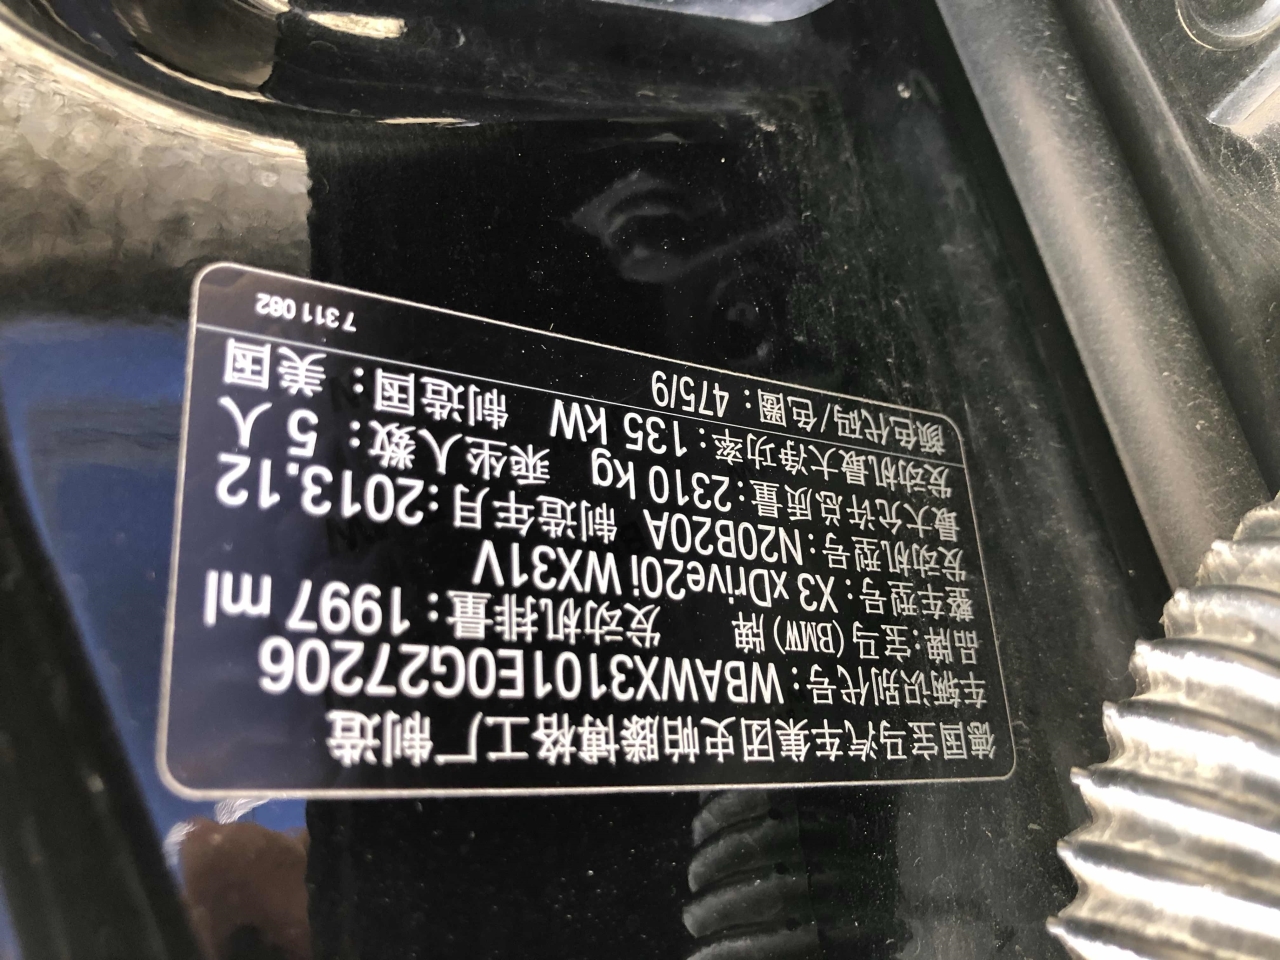 德国宝马汽车集团史帕滕博格工厂制造
车辆识别代号:WBAWX3101E0G27206
品牌:宝马(BMW)牌 发动机排量:1997 ml
整车型号:X3 xDrive20i WX31V
发动机型号:N20B20A 制造年月:2013.12
最大允许总质量:2310 kg 乘坐人数:5 人
发动机最大净功率:135 kW 制造国:美国
颜色代码/色圈:475/9
7 311 082